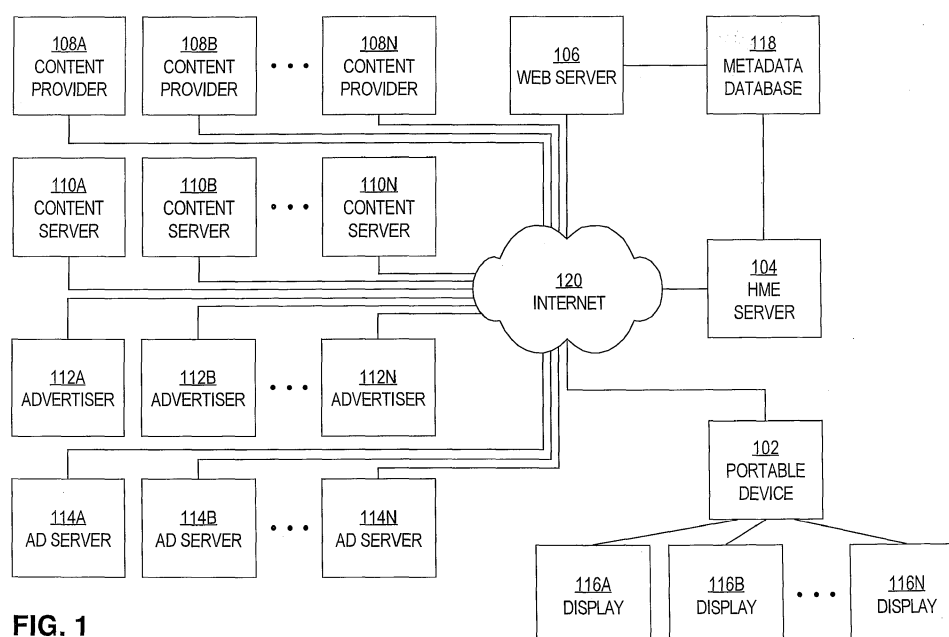 108A
CONTENT
PROVIDER
108B
CONTENT
PROVIDER
108N
CONTENT
PROVIDER
106
WEB SERVER
118
METADATA
DATABASE
110A
CONTENT
SERVER
110B
CONTENT
SERVER
110N
CONTENT
SERVER
120
INTERNET
104
HME
SERVER
112A
ADVERTISER
112B
ADVERTISER
112N
ADVERTISER
102
PORTABLE
DEVICE
114A
AD SERVER
114B
AD SERVER
114N
AD SERVER
116A
DISPLAY
116B
DISPLAY
116N
DISPLAY
FIG. 1